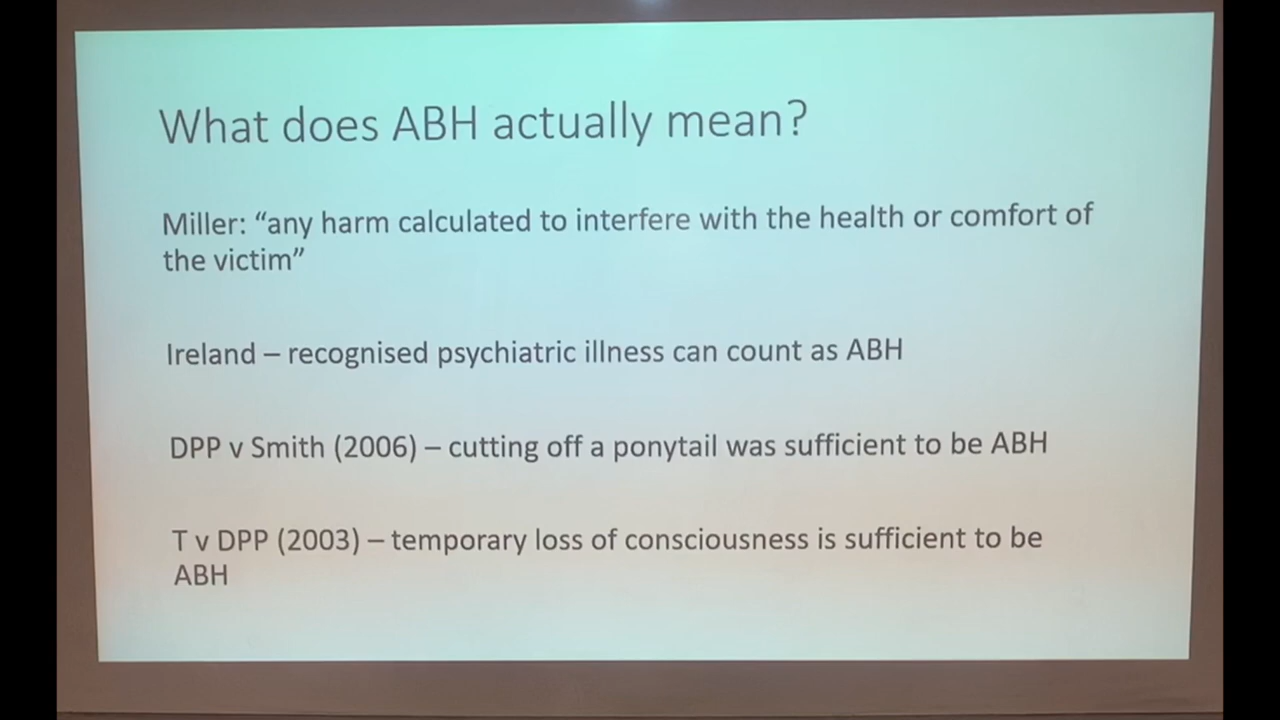 What does ABH actually mean?
Miller: “any harm calculated to interfere with the health or comfort of
the victim”
Ireland – recognised psychiatric illness can count as ABH
DPP v Smith (2006) – cutting off a ponytail was sufficient to be ABH
T v DPP (2003) – temporary loss of consciousness is sufficient to be
ABH